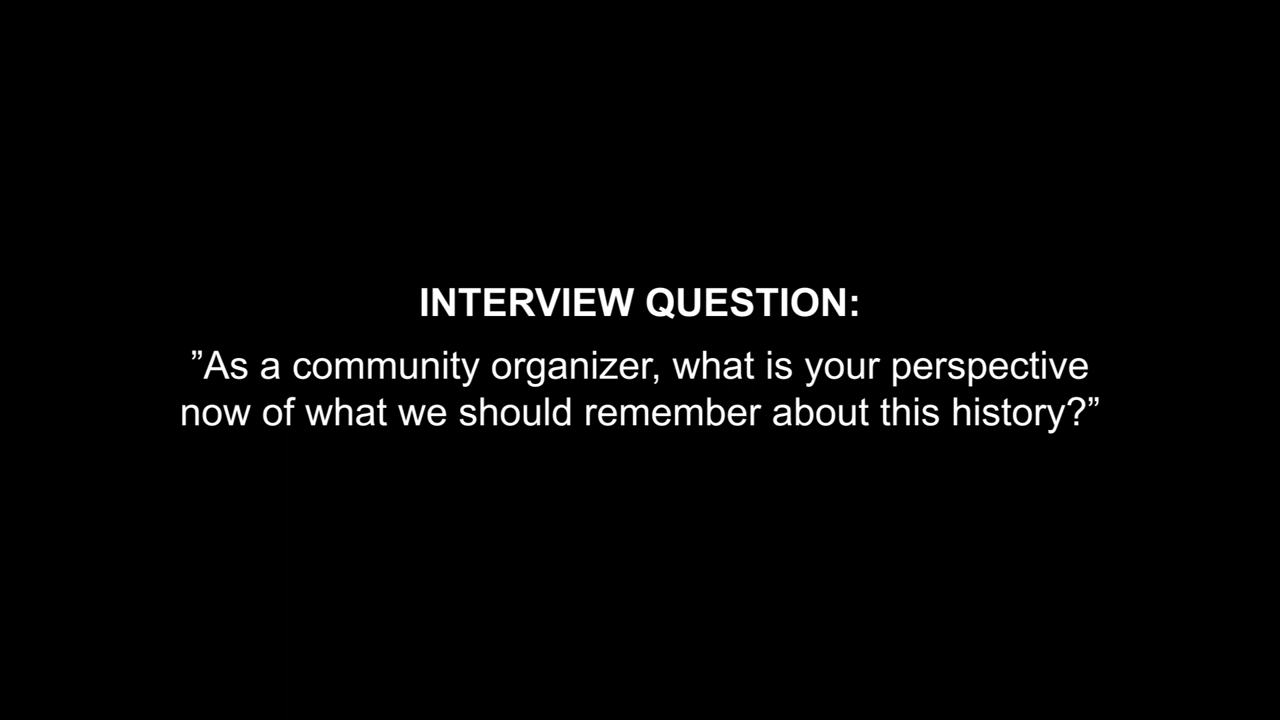 INTERVIEW QUESTION:
”As a community organizer, what is your perspective
now of what we should remember about this history?”